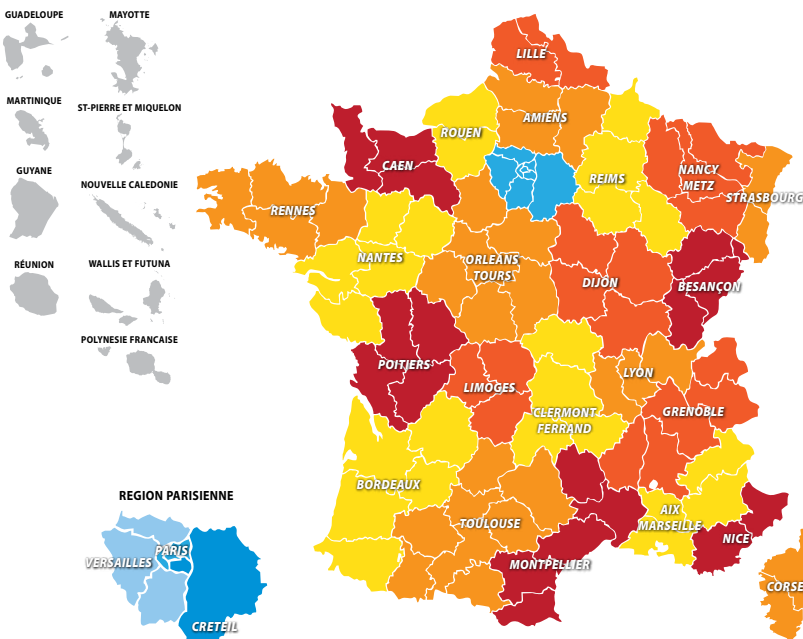 GUADELOUPE
MAYOTTE
MARTINIQUE
ST-PIERRE ET MIQUELON
GUYANE
NOUVELLE CALEDONIE
RÉUNION
WALLIS ET FUTUNA
POLYNESIE FRANCAISE
LILLE
AMIENS
ROUEN
CAEN
REIMS
NANCY
METZ
STRASBOURG
RENNES
NANTES
ORLEANS
TOURS
DIJON
BESANÇON
POITIERS
LIMOGES
LYON
CLERMONT
FERRAND
GRENOBLE
BORDEAUX
TOULOUSE
AIX
MARSEILLE
NICE
MONTPELLIER
CORSE
REGION PARISIENNE
PARIS
VERSAILLES
CRETEIL